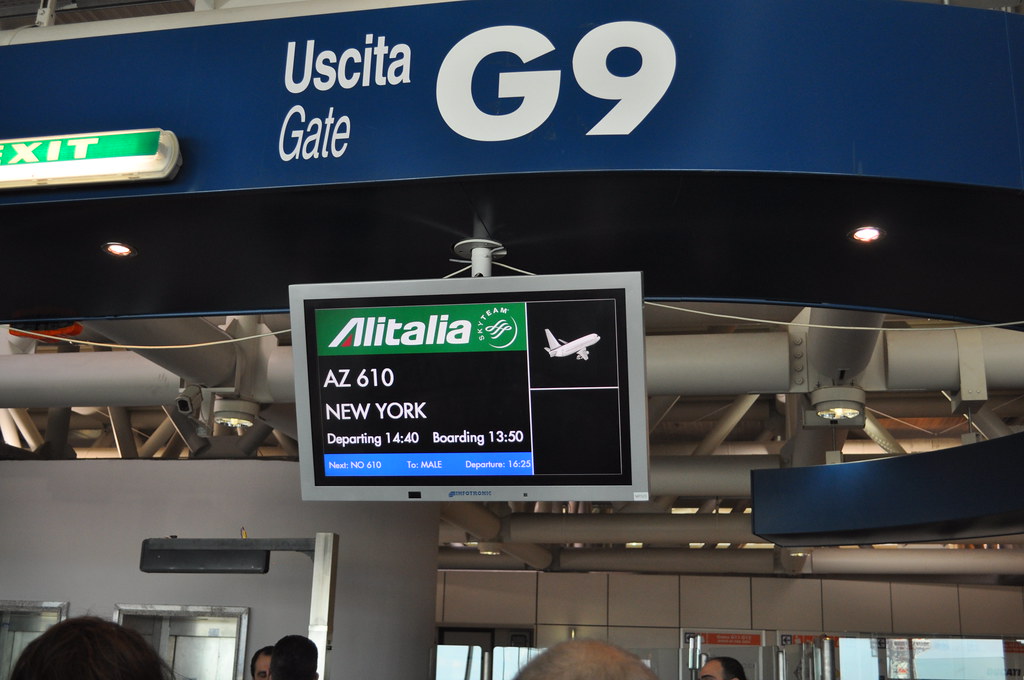 Uscita
Gate
G9
EXIT
Alitalia
SKYTEAM
AZ 610
NEW YORK
Departing 14:40 Boarding 13:50
Next: NO 610 To: MALE Departure: 16:25
INFOTRONIC